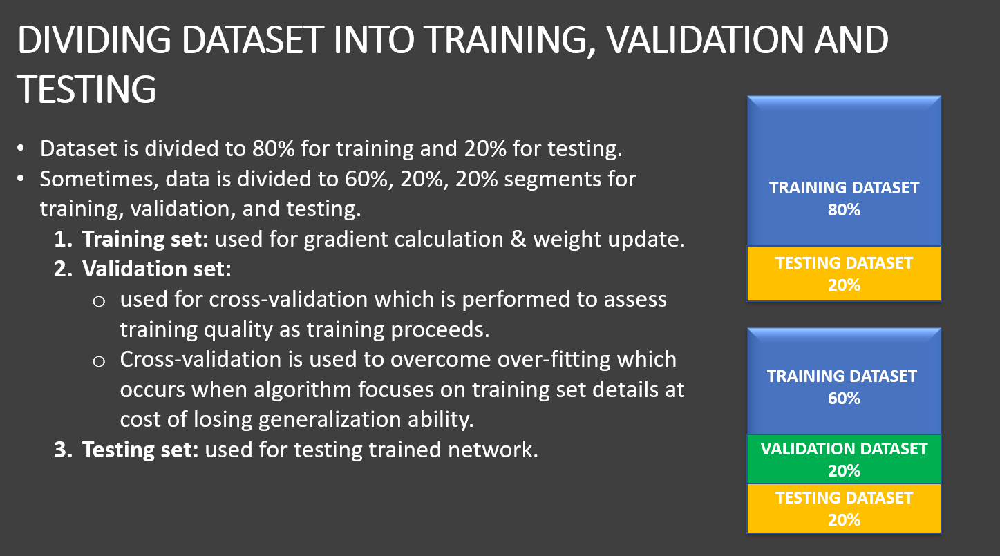 DIVIDING DATASET INTO TRAINING, VALIDATION AND
TESTING
• Dataset is divided to 80% for training and 20% for testing.
• Sometimes, data is divided to 60%, 20%, 20% segments for
training, validation, and testing.
1. Training set: used for gradient calculation & weight update.
2. Validation set:
o used for cross-validation which is performed to assess
training quality as training proceeds.
o Cross-validation is used to overcome over-fitting which
occurs when algorithm focuses on training set details at
cost of losing generalization ability.
3. Testing set: used for testing trained network.
TRAINING DATASET
80%
TESTING DATASET
20%
TRAINING DATASET
60%
VALIDATION DATASET
20%
TESTING DATASET
20%